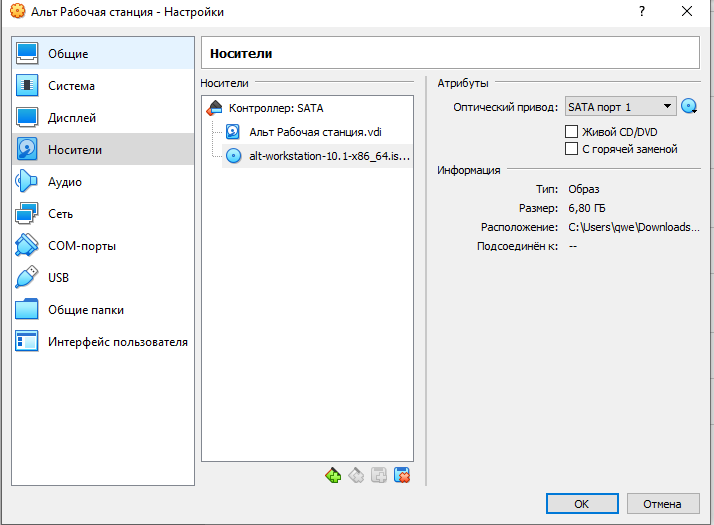 Альт Рабочая станция - Настройки
?
Общие
Система
Дисплей
Носители
Аудио
Сеть
COM-порты
USB
Общие папки
Интерфейс пользователя
Носители
Носители
Контроллер: SATA
Альт Рабочая станция.vdi
alt-workstation-10.1-x86_64.is...
Атрибуты
Оптический привод: SATA порт 1
Живой CD/DVD
С горячей заменой
Информация
Тип: Образ
Размер: 6,80 ГБ
Расположение: C:\Users\qwe\Downloads...
Подсоединён к: --
OK
Отмена